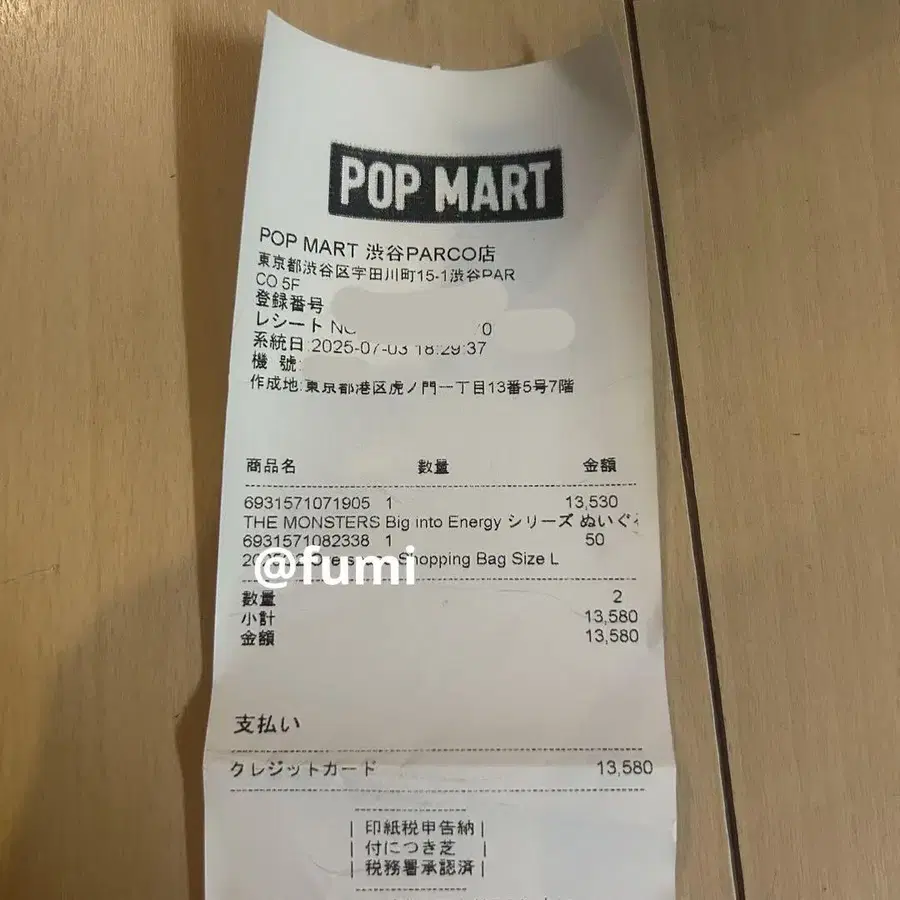 POP MART
POP MART 渋谷PARCO店
東京都渋谷区宇田川町15-1渋谷PAR
CO 5F
登録番号
レシート
系統日:2025-07-03 18:29:37
機 號:
作成地:東京都港区虎ノ門一丁目13番5号7階
商品名 数量 金額
6931571071905 1 13,530
THE MONSTERS Big into Energy シリーズ ぬいぐ
6931571082338 1 50
Shopping Bag Size L
@fumi
数量 2
小計 13,580
金額 13,580
支払い
クレジットカード 13,580
印紙税申告納
付につき芝
税務署承認済